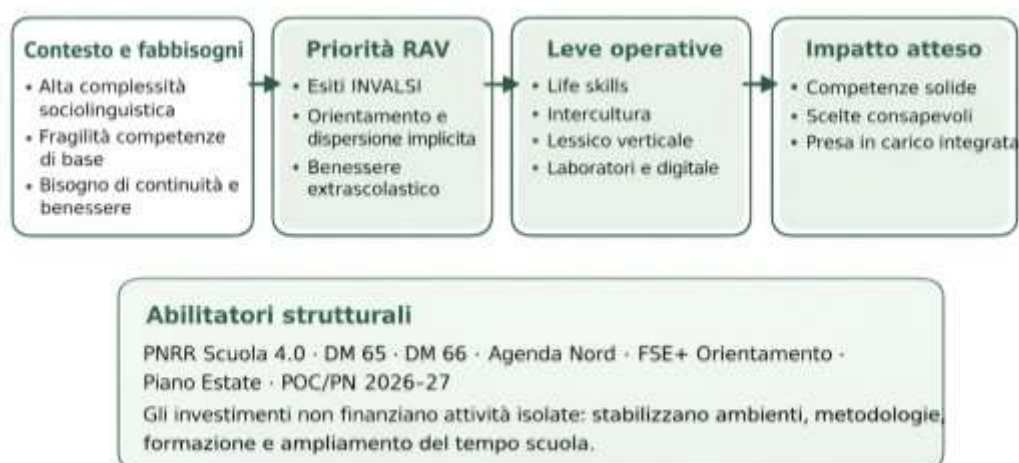 Contesto e fabbisogni
• Alta complessità
sociolinguistica
• Fragilità competenze
di base
• Bisogno di continuità e
benessere
Priorità RAV
• Esiti INVALSI
• Orientamento e
dispersione implicita
• Benessere
extrascolastico
Leve operative
• Life skills
• Intercultura
• Lessico verticale
• Laboratori e digitale
Impatto atteso
• Competenze solide
• Scelte consapevoli
• Presa in carico integrata
Abilitatori strutturali
PNRR Scuola 4.0 · DM 65 · DM 66 · Agenda Nord · FSE+ Orientamento ·
Piano Estate · POC/PN 2026–27
Gli investimenti non finanziano attività isolate: stabilizzano ambienti, metodologie,
formazione e ampliamento del tempo scuola.